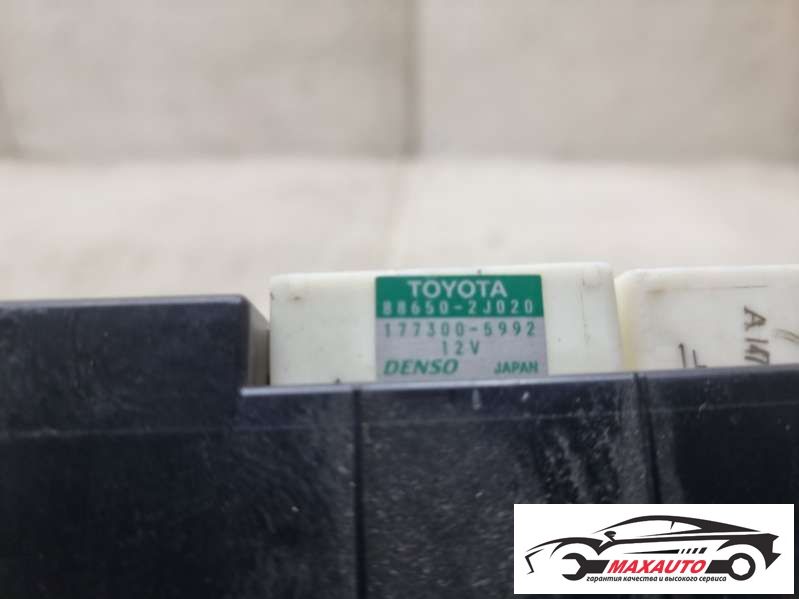 TOYOTA
88650-2J020
177300-5992
12V
DENSO JAPAN
MAXAUTO
гарантия качества и высокого сервиса